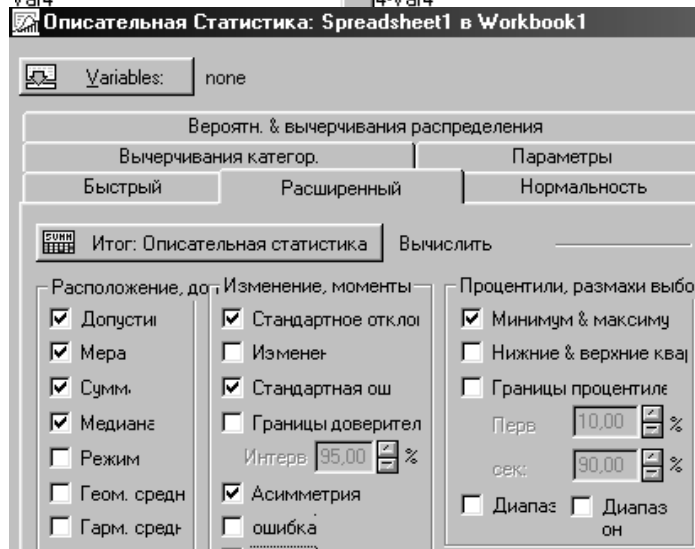 Var4
4-Var4
Описательная Статистика: Spreadsheet1 в Workbook1
Variables: none
Вероятн. & вычерчивания распределения
Вычерчивания категор. Параметры
Быстрый Расширенный Нормальность
Итог: Описательная статистика Вычислить
Расположение, до
Допусти
Мера
Сумм.
Медиана
Режим
Геом. средн
Гарм. средн
Изменение, моменты
Стандартное откло
Изменен
Стандартная ош
Границы доверител
Интерв 95,00 %
Асимметрия
ошибка
Процентили, размахи выбо
Минимум & максиму
Нижние & верхние ква
Границы процентиле
Перв 10,00 %
сек: 90,00 %
Диапаз Диапаз
он